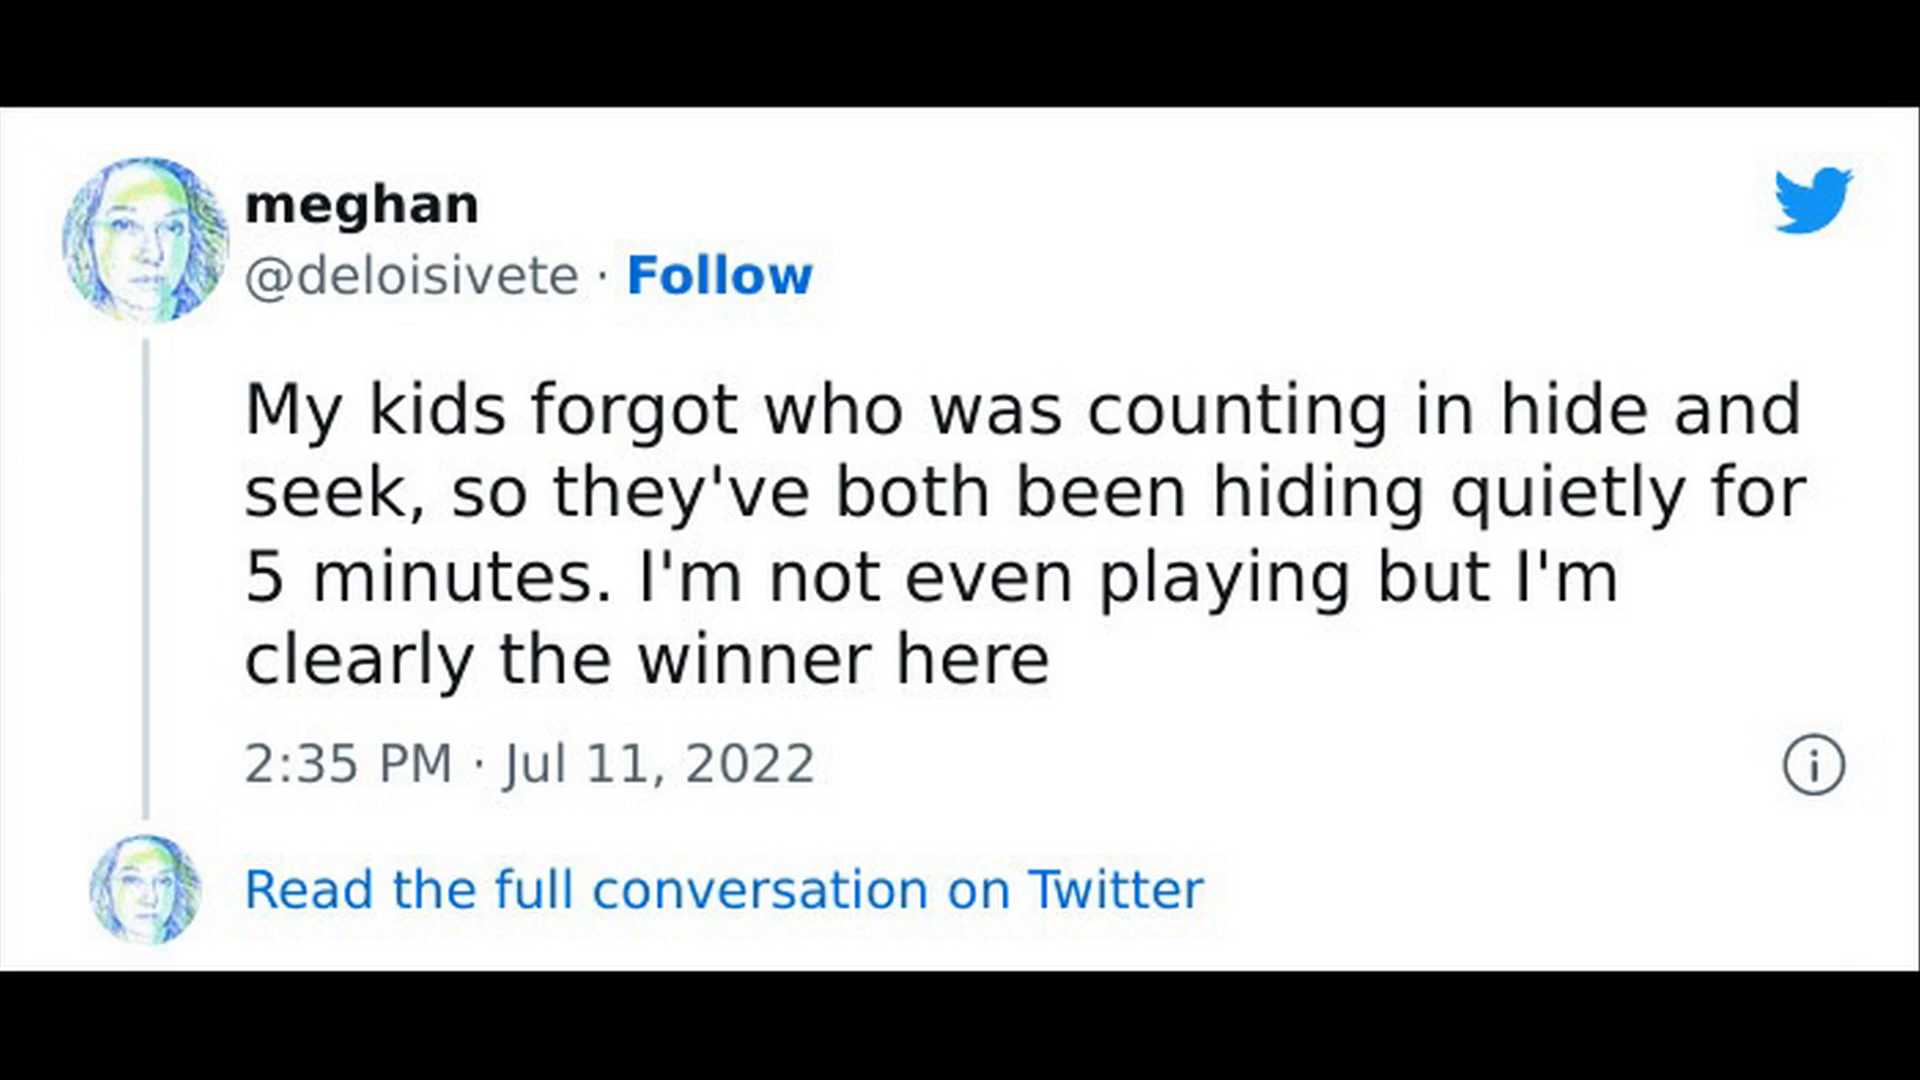 meghan
@deloisivete · Follow
My kids forgot who was counting in hide and
seek, so they've both been hiding quietly for
5 minutes. I'm not even playing but I'm
clearly the winner here
2:35 PM · Jul 11, 2022
Read the full conversation on Twitter